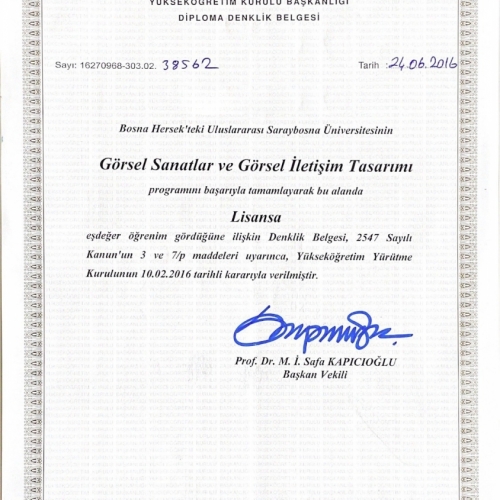 YÜKSEKÖĞRETİM KURULU BAŞKANLIĞI
DİPLOMA DENKLİK BELGESİ
Sayı: 16270968-303.02. 38562 Tarih :24.06.2016
Bosna Hersek'teki Uluslararası Saraybosna Üniversitesinin
Görsel Sanatlar ve Görsel İletişim Tasarımı
programını başarıyla tamamlayarak bu alanda
Lisansa
eşdeğer öğrenim gördüğüne ilişkin Denklik Belgesi, 2547 Sayılı
Kanun'un 3 ve 7/p maddeleri uyarınca, Yükseköğretim Yürütme
Kurulunun 10.02.2016 tarihli kararıyla verilmiştir.
Prof. Dr. M. İ. Safa KAPICIOĞLU
Başkan Vekili